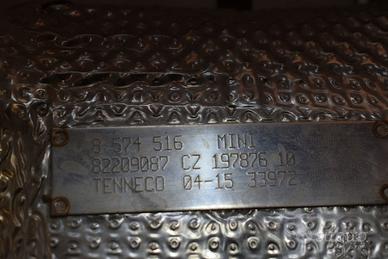 8 574 516 MINI
82209087 CZ 197876 10
TENNECO 04-15 33972